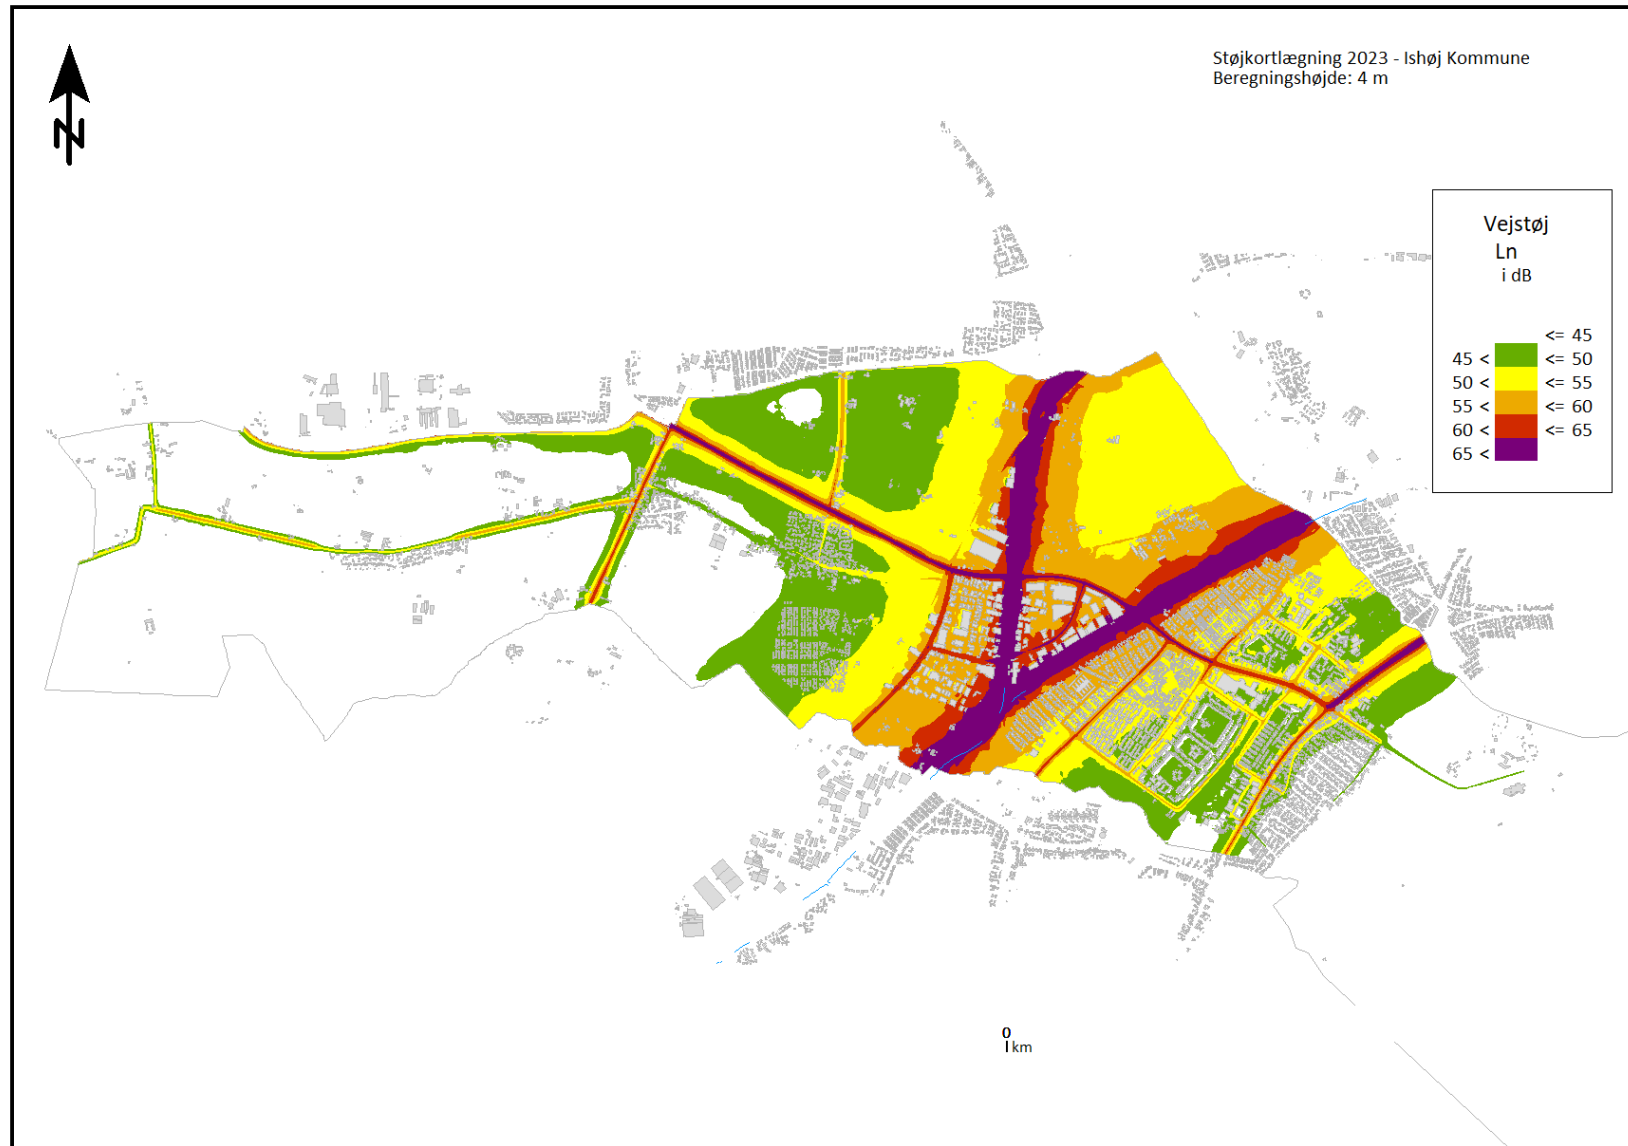 Støjkortlægning 2023 - Ishøj Kommune
Beregningshøjde: 4 m
N
Vejstøj
Ln
i dB
<= 45
45 < <= 50
50 < <= 55
55 < <= 60
60 < <= 65
65 <
0
km